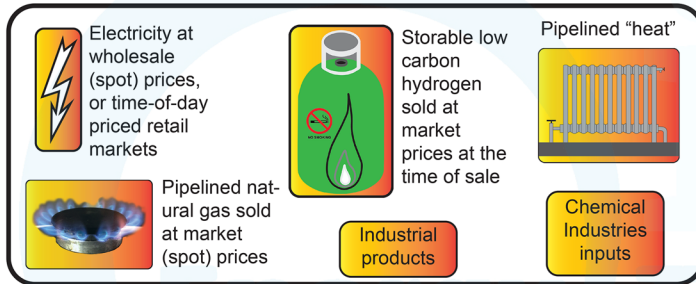 Electricity at
wholesale
(spot) prices,
or time-of-day
priced retail
markets
Pipelined nat-
ural gas sold
at market
(spot) prices
NO SMOKING
Storable low
carbon
hydrogen
sold at
market
prices at the
time of sale
Industrial
products
Pipelined “heat”
Chemical
Industries
inputs